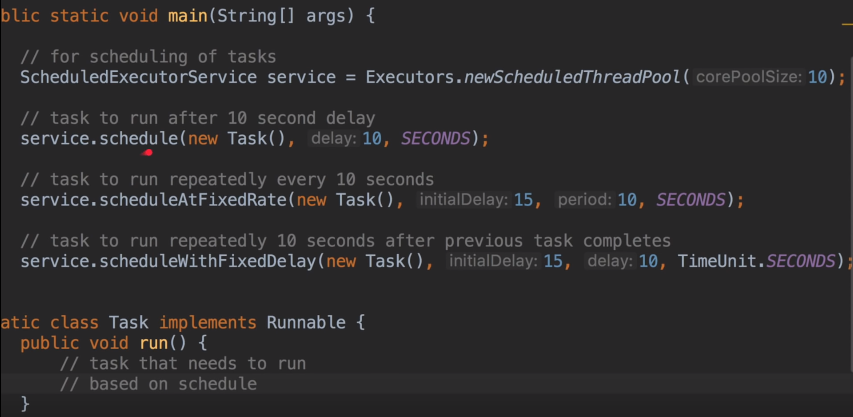 blic static void main(String[] args) {
// for scheduling of tasks
ScheduledExecutorService service = Executors.newScheduledThreadPool( corePoolSize: 10);
// task to run after 10 second delay
service.schedule(new Task(), delay: 10, SECONDS);
// task to run repeatedly every 10 seconds
service.scheduleAtFixedRate(new Task(), initialDelay: 15, period: 10, SECONDS);
// task to run repeatedly 10 seconds after previous task completes
service.scheduleWithFixedDelay(new Task(), initialDelay: 15, delay: 10, TimeUnit.SECONDS);
atic class Task implements Runnable {
public void run() {
// task that needs to run
// based on schedule
}